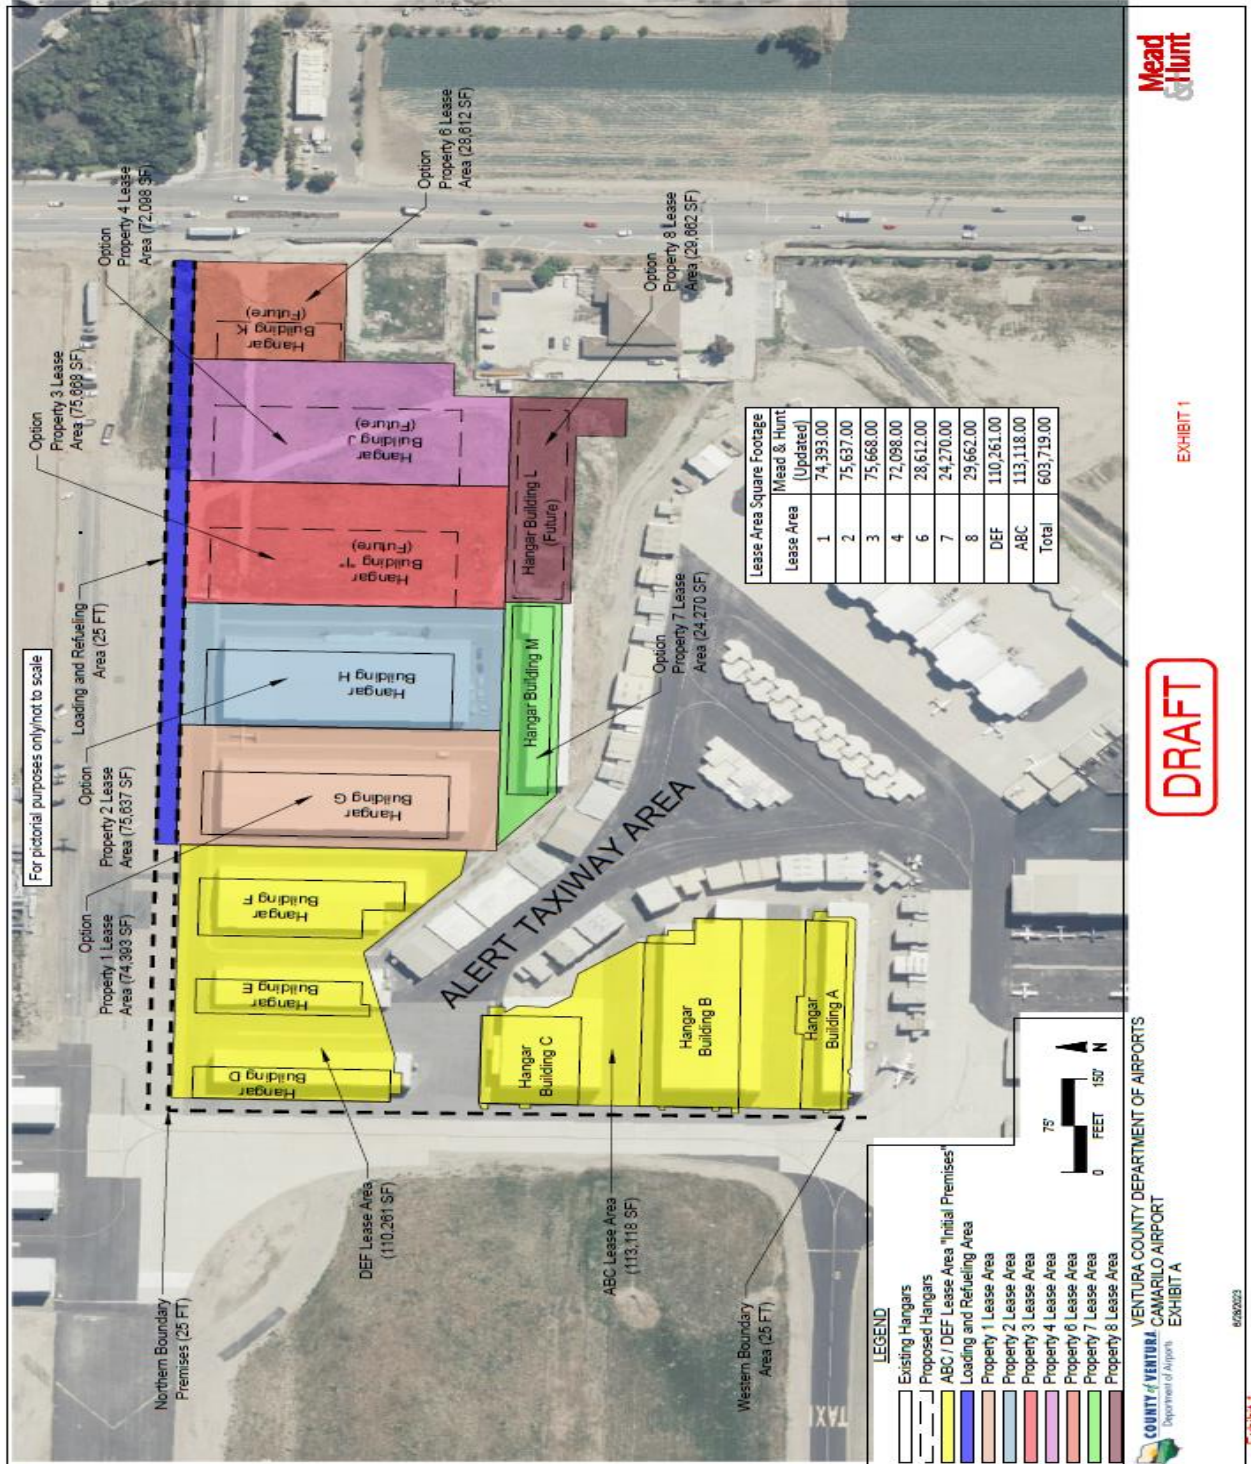 For pictorial purposes only/not to scale
Northern Boundary
Premises (25 FT)
Option
Property 1 Lease
Area (74,393 SF)
Option
Property 2 Lease
Area (75,637 SF)
Loading and Refueling
Area (25 FT)
Option
Property 3 Lease
Area (75,668 SF)
Option
Property 4 Lease
Area (72,098 SF)
Option
Property 6 Lease
Area (28,612 SF)
Option
Property 8 Lease
Area (29,662 SF)
Option
Property 7 Lease
Area (24,270 SF)
DEF Lease Area
(110,261 SF)
ABC Lease Area
(113,118 SF)
Western Boundary
Area (25 FT)
Hangar
Building D
Hangar
Building E
Hangar
Building F
Hangar
Building G
Hangar
Building H
Hangar
Building "I"
(Future)
Hangar
Building J
(Future)
Hangar
Building K
(Future)
Hangar Building L
(Future)
Hangar Building M
Hangar
Building C
Hangar
Building B
Hangar
Building A
ALERT TAXIWAY AREA
TAXI
Lease Area Square Footage
Lease Area Mead & Hunt (Updated)
1 74,393.00
2 75,637.00
3 75,668.00
4 72,098.00
6 28,612.00
7 24,270.00
8 29,662.00
DEF 110,261.00
ABC 113,118.00
Total 603,719.00
LEGEND
Existing Hangars
Proposed Hangars
ABC / DEF Lease Area "Initial Premises"
Loading and Refueling Area
Property 1 Lease Area
Property 2 Lease Area
Property 3 Lease Area
Property 4 Lease Area
Property 6 Lease Area
Property 7 Lease Area
Property 8 Lease Area
75'
0 150'
FEET
N
COUNTY of VENTURA
Department of Airports
VENTURA COUNTY DEPARTMENT OF AIRPORTS
CAMARILO AIRPORT
EXHIBIT A
DRAFT
EXHIBIT 1
Mead
&Hunt
6/28/2023